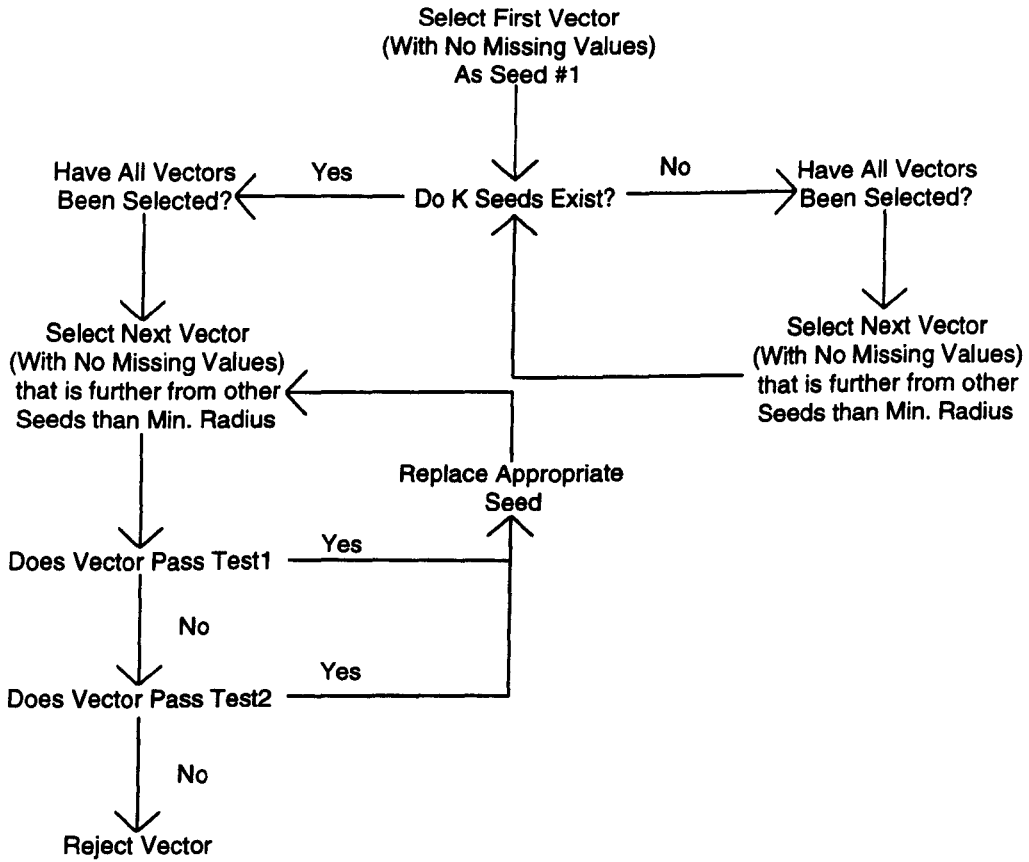 Select First Vector
(With No Missing Values)
As Seed #1
Have All Vectors
Been Selected?
Yes
Do K Seeds Exist?
No
Have All Vectors
Been Selected?
Select Next Vector
(With No Missing Values)
that is further from other
Seeds than Min. Radius
Select Next Vector
(With No Missing Values)
that is further from other
Seeds than Min. Radius
Replace Appropriate
Seed
Does Vector Pass Test1
Yes
No
Does Vector Pass Test2
Yes
No
Reject Vector